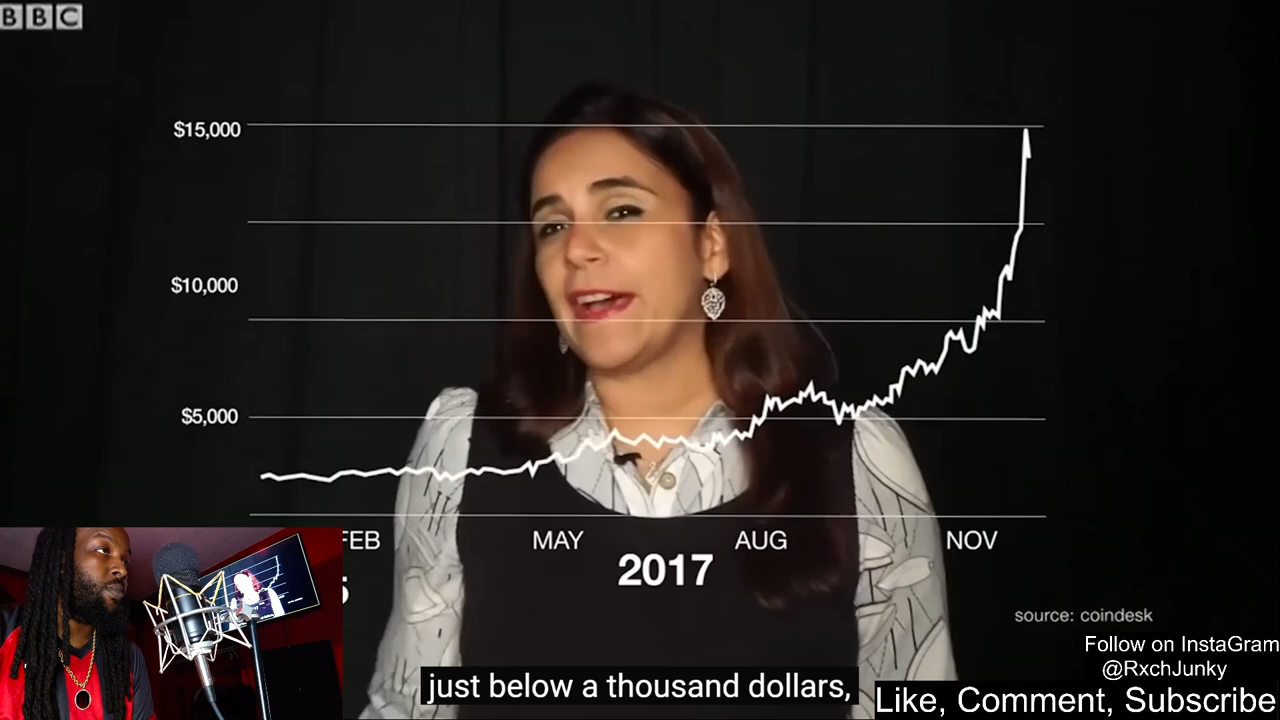 BBC
$15,000
$10,000
$5,000
FEB MAY AUG NOV
2017
5
source: coindesk
Follow on InstaGram
@RxchJunky
just below a thousand dollars,
Like, Comment, Subscribe